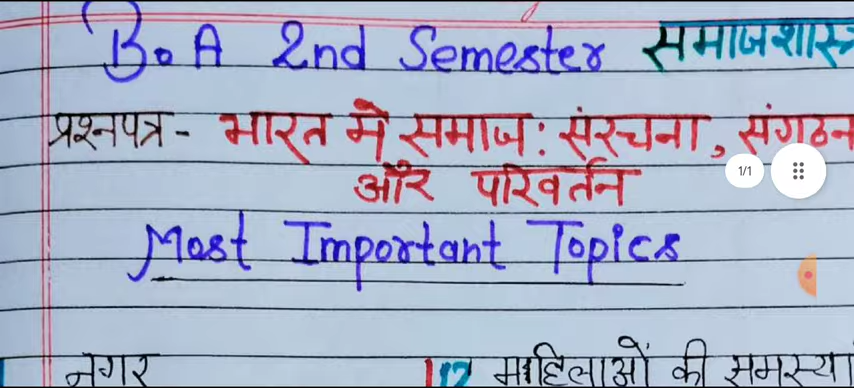 B.A 2nd Semester समाजशास्त्र
प्रश्नपत्र - भारत में समाज: संरचना, संगठन
और परिवर्तन
1/1
Most Important Topics
नगर
17 महिलाओं की समस्या